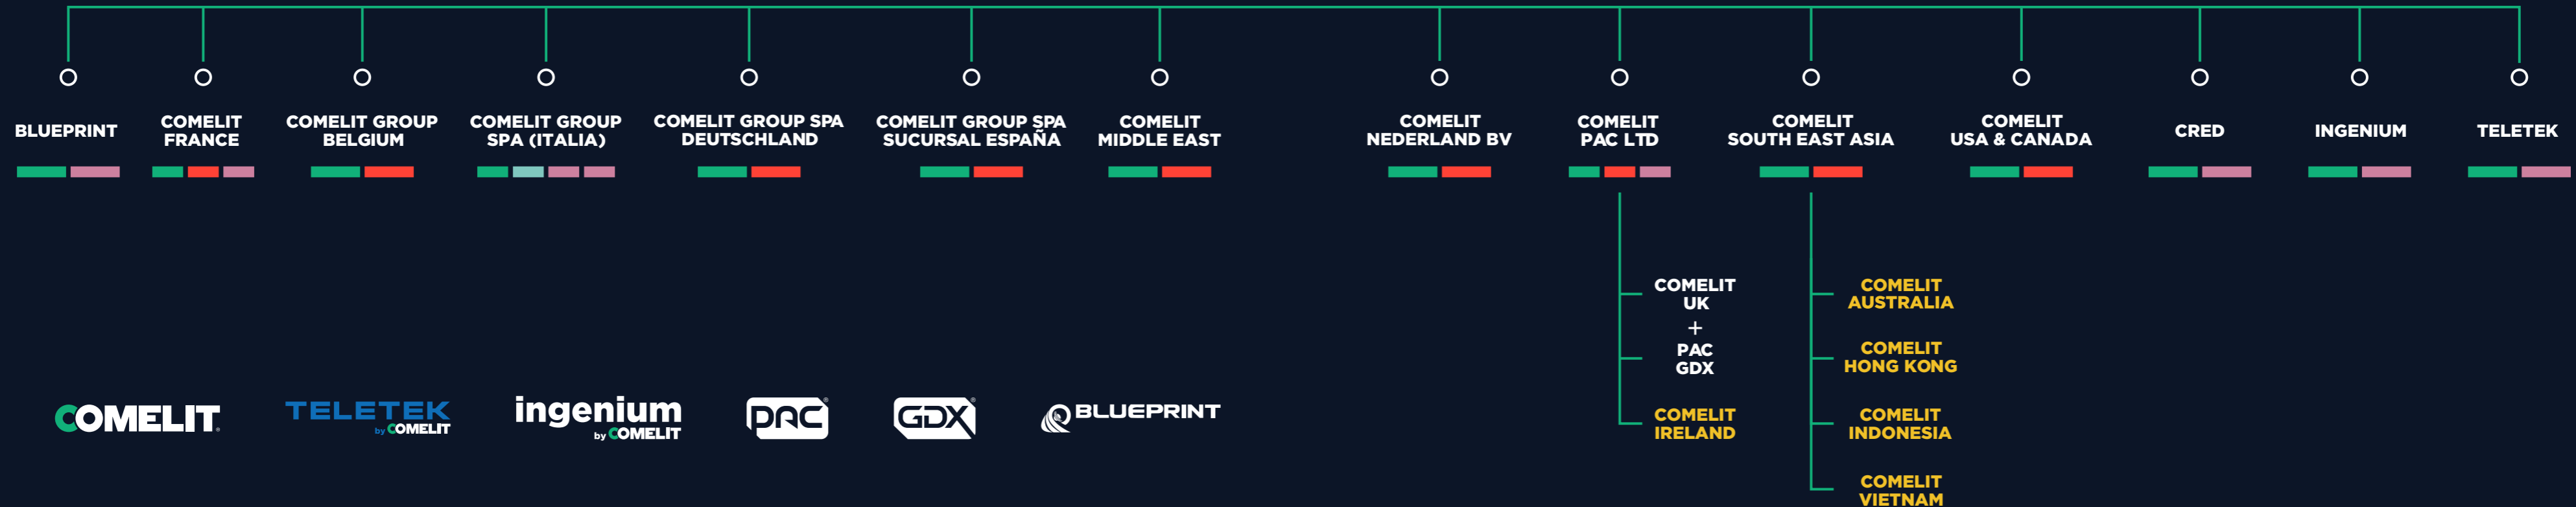 BLUEPRINT
COMELIT
FRANCE
COMELIT GROUP
BELGIUM
COMELIT GROUP
SPA (ITALIA)
COMELIT GROUP SPA
DEUTSCHLAND
COMELIT GROUP SPA
SUCURSAL ESPAÑA
COMELIT
MIDDLE EAST
COMELIT
NEDERLAND BV
COMELIT
PAC LTD
COMELIT
SOUTH EAST ASIA
COMELIT
USA & CANADA
CRED
INGENIUM
TELETEK
COMELIT
UK
+
PAC
GDX
COMELIT
IRELAND
COMELIT
AUSTRALIA
COMELIT
HONG KONG
COMELIT
INDONESIA
COMELIT
VIETNAM
COMELIT
TELETEK
by COMELIT
ingenium
by COMELIT
PAC®
GDX®
BLUEPRINT